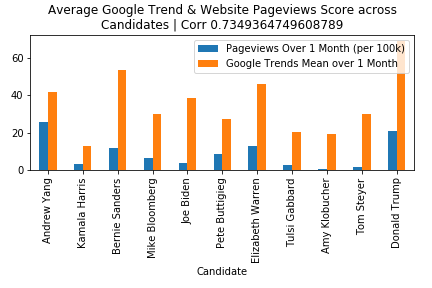 Average Google Trend & Website Pageviews Score across
Candidates | Corr 0.7349364749608789
Pageviews Over 1 Month (per 100k)
Google Trends Mean over 1 Month
60
40
20
0
Andrew Yang
Kamala Harris
Bernie Sanders
Mike Bloomberg
Joe Biden
Pete Buttigieg
Elizabeth Warren
Tulsi Gabbard
Amy Klobucher
Tom Steyer
Donald Trump
Candidate